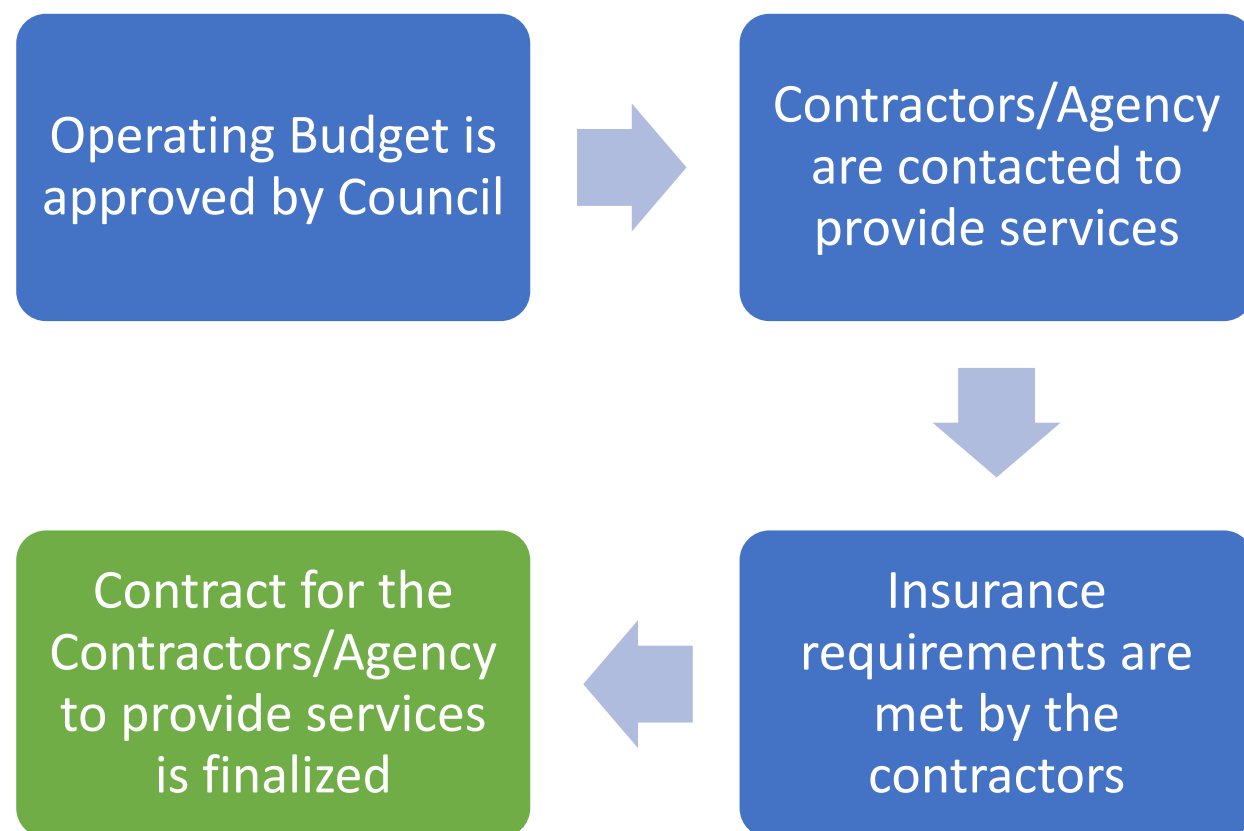 Operating Budget is
approved by Council
Contractors/Agency
are contacted to
provide services
Insurance
requirements are
met by the
contractors
Contract for the
Contractors/Agency
to provide services
is finalized